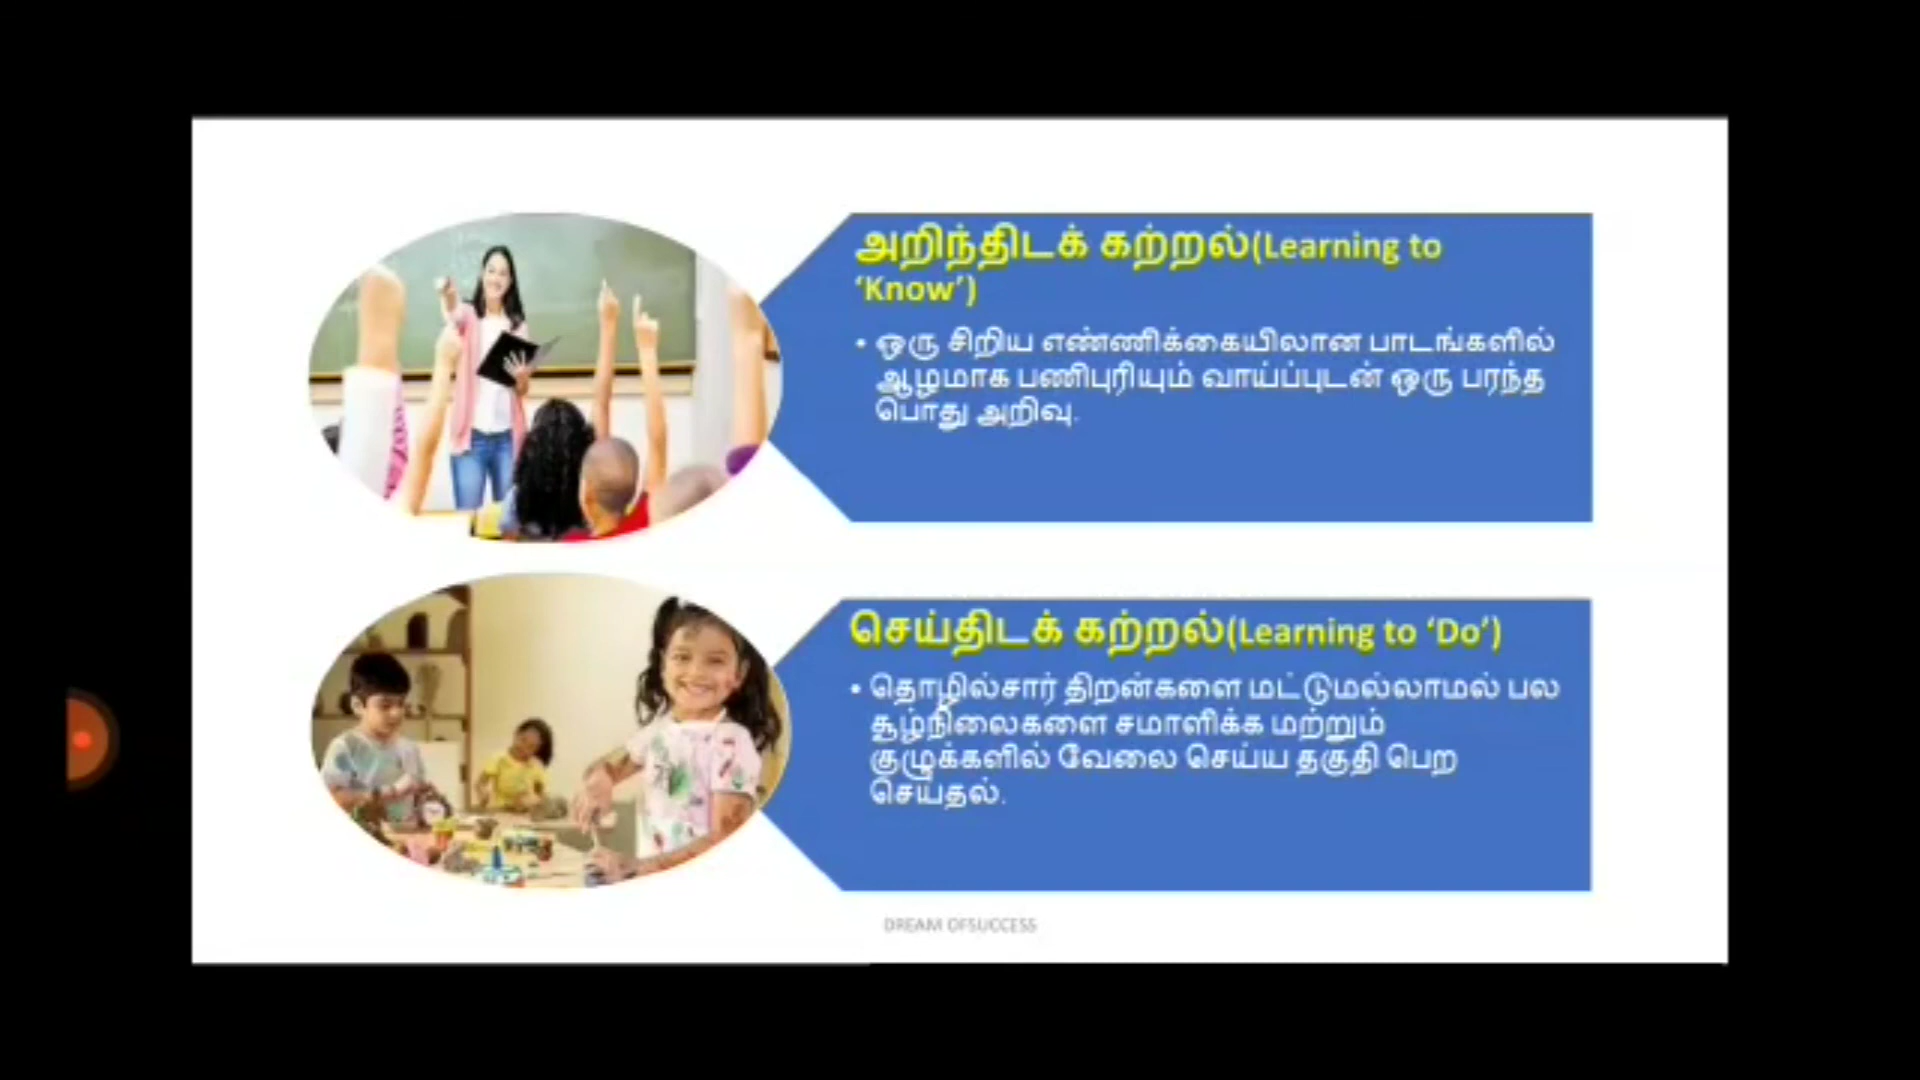 அறிந்திடக் கற்றல்(Learning to
‘Know’)
• ஒரு சிறிய எண்ணிக்கையிலான பாடங்களில்
ஆழமாக பணிபுரியும் வாய்ப்புடன் ஒரு பரந்த
பொது அறிவு.
செய்திடக் கற்றல்(Learning to ‘Do’)
• தொழில்சார் திறன்களை மட்டுமல்லாமல் பல
சூழ்நிலைகளை சமாளிக்க மற்றும்
குழுக்களில் வேலை செய்ய தகுதி பெற
செய்தல்.
DREAM OFSUCCESS